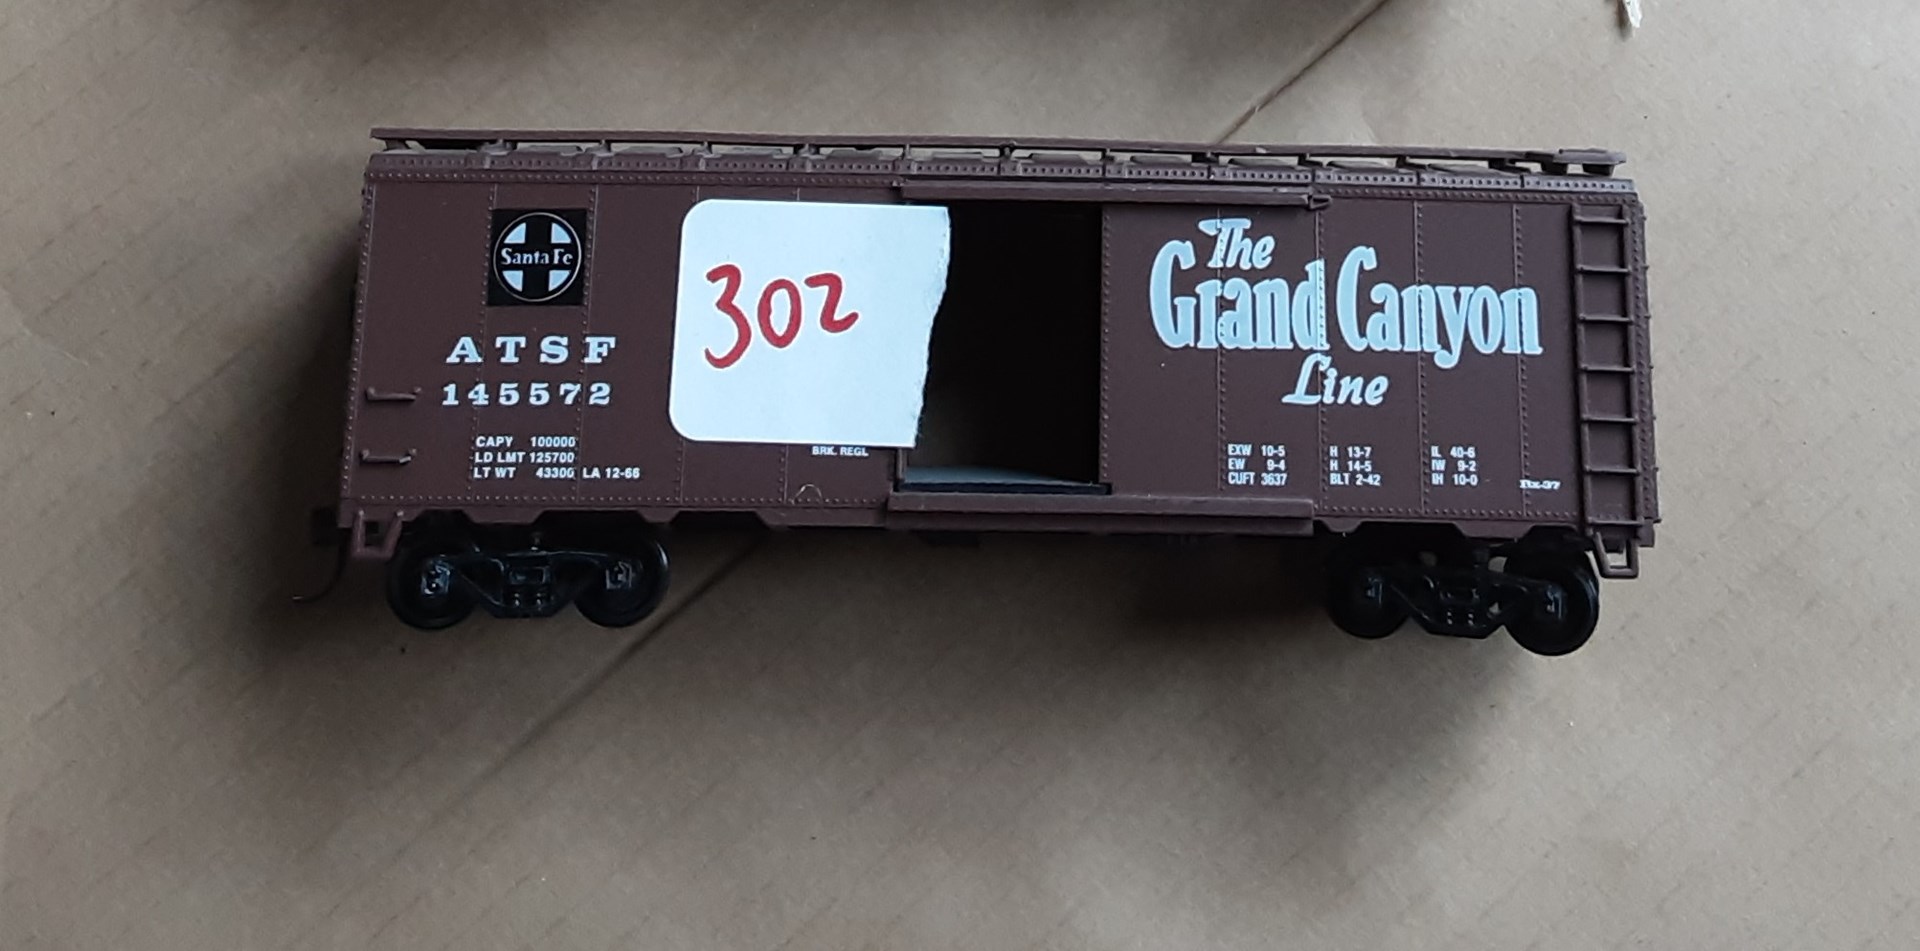 Santa Fe
ATSF
145572
CAPY 100000
LD LMT 125700
LT WT 43300 LA 12-66
302
BRK. REGL
The
Grand Canyon
Line
EXW 10-5 H 13-7 IL 40-6
EW 9-4 H 14-5 IW 9-2
CUFT 3637 BLT 2-42 IH 10-0